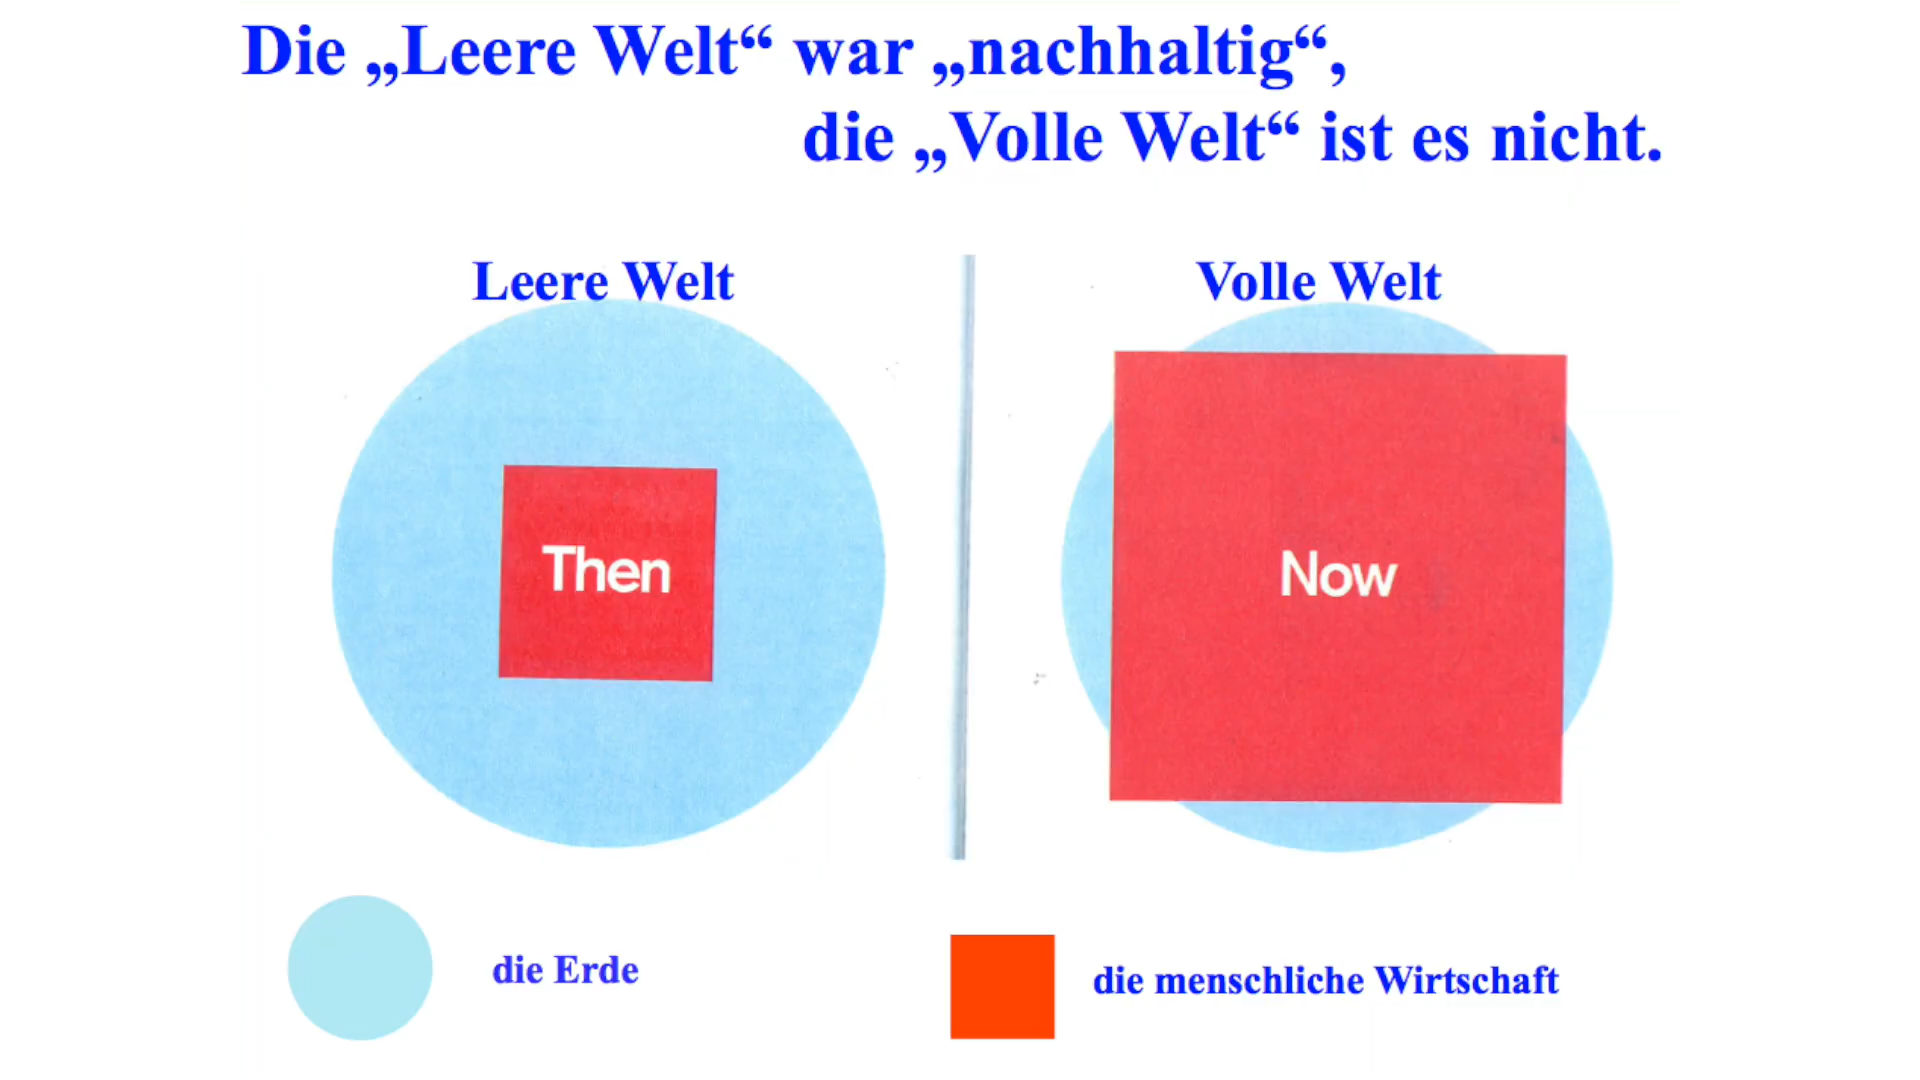 Die „Leere Welt“ war „nachhaltig“,
die „Volle Welt“ ist es nicht.
Leere Welt
Volle Welt
Then
Now
die Erde
die menschliche Wirtschaft